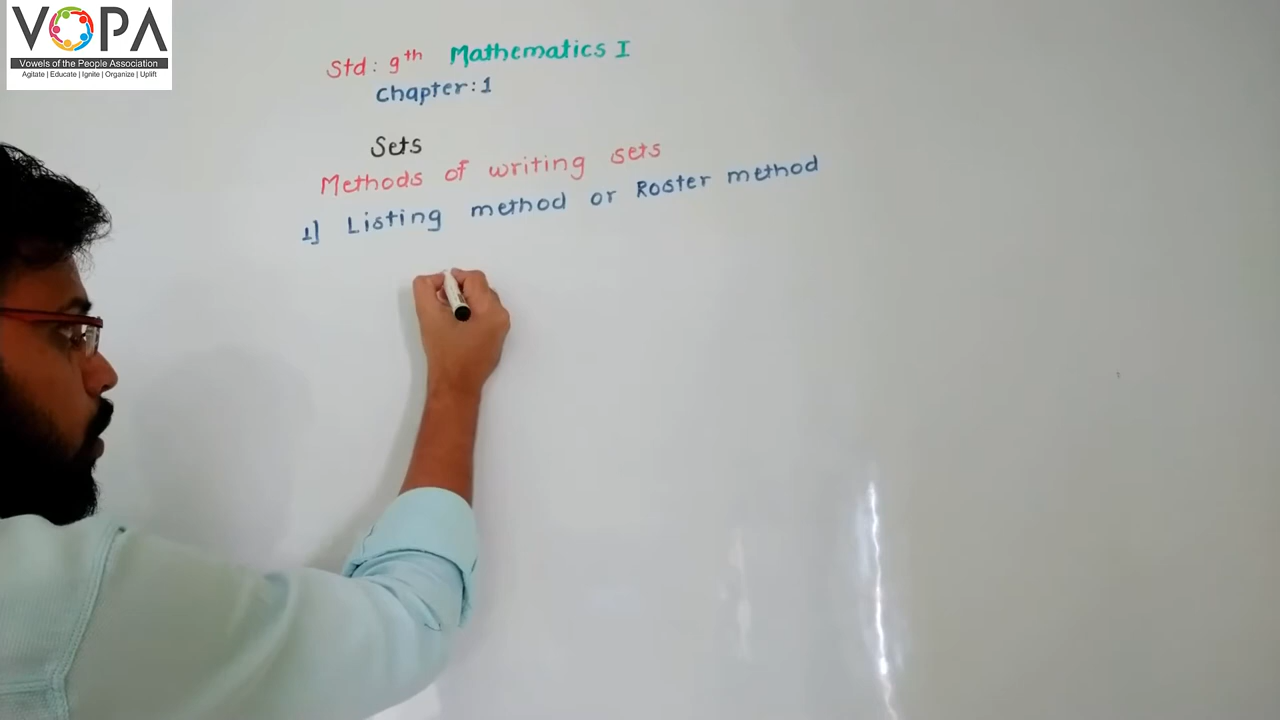 VOPA
Vowels of the People Association
Agitate | Educate | Ignite | Organize | Uplift
Std: 9th Mathematics I
Chapter:1
Sets
Methods of writing sets
1] Listing method or Roster method